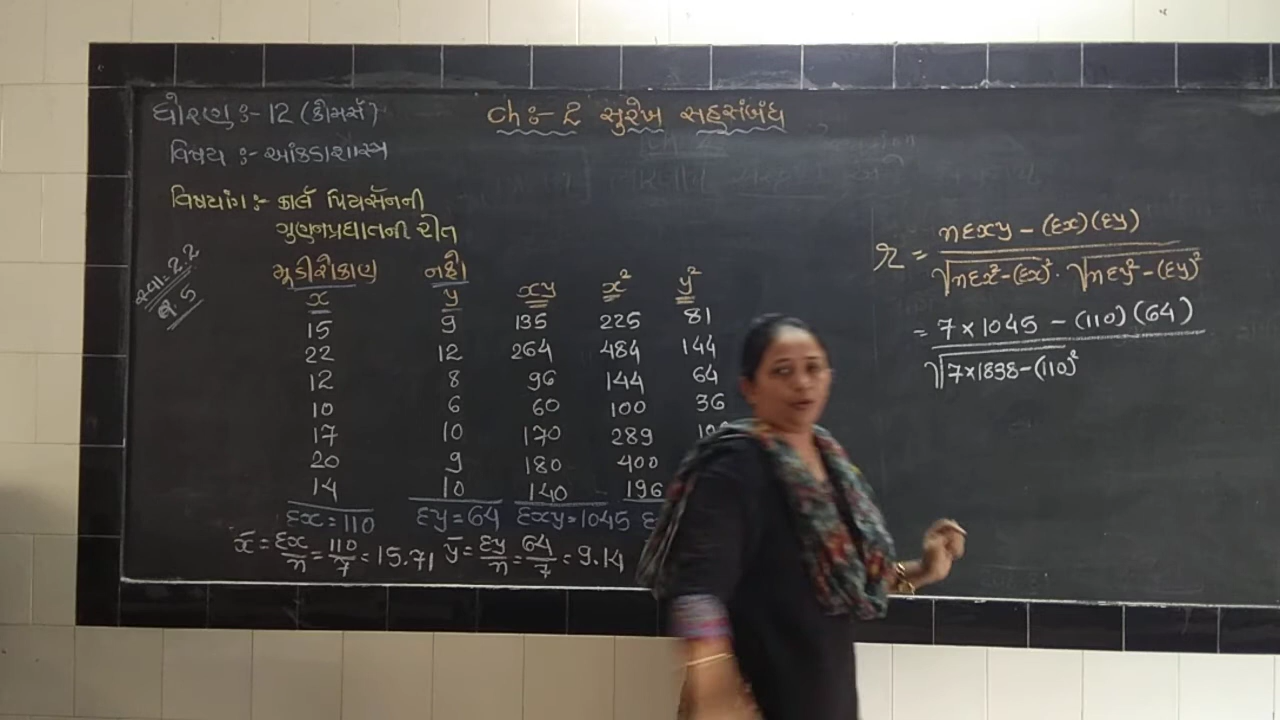 ધોરણ :- 12 (કોમર્સ)
Ch :- 2 સુરેખ સહસંબંધ
વિષય :- આંકડાશાસ્ત્ર
વિષયાંગ :- કાર્લ પિયર્સનની
ગુણનપ્રઘાતની રીત
સ્વા. 2.2
મૂડીરોકાણ નફો
x y xy x² y²
15 9 135 225 81
22 12 264 484 144
12 8 96 144 64
10 6 60 100 36
17 10 170 289
20 9 180 400
14 10 140 196
Σx = 110 Σy = 64 Σxy = 1045 Σ
x̄ = Σx/n = 110/7 = 15.71 ȳ = Σy/n = 64/7 = 9.14
r = nΣxy - (Σx)(Σy) / √nΣx² - (Σx)² · √nΣy² - (Σy)²
= 7 × 1045 - (110)(64) / √7×1838-(110)²